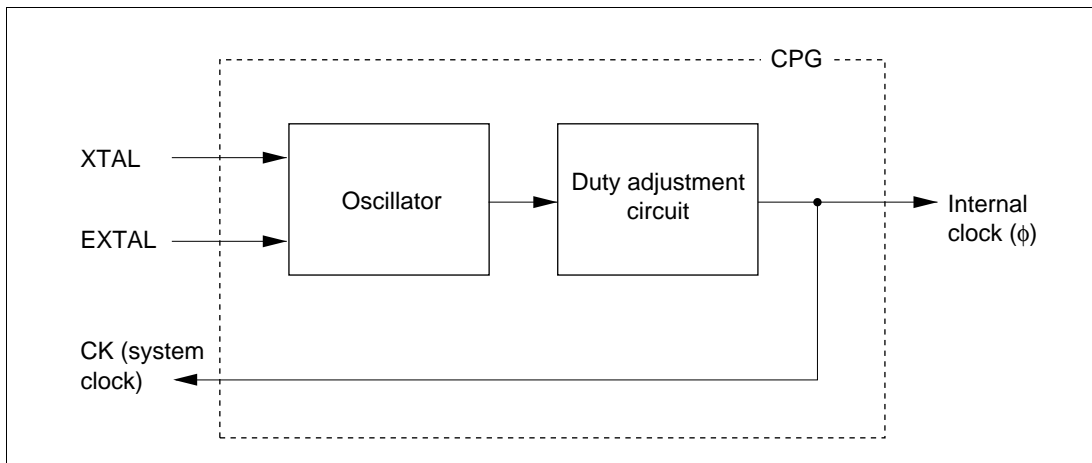 CPG
XTAL
Oscillator
Duty adjustment
circuit
EXTAL
Internal
clock (ϕ)
CK (system
clock)